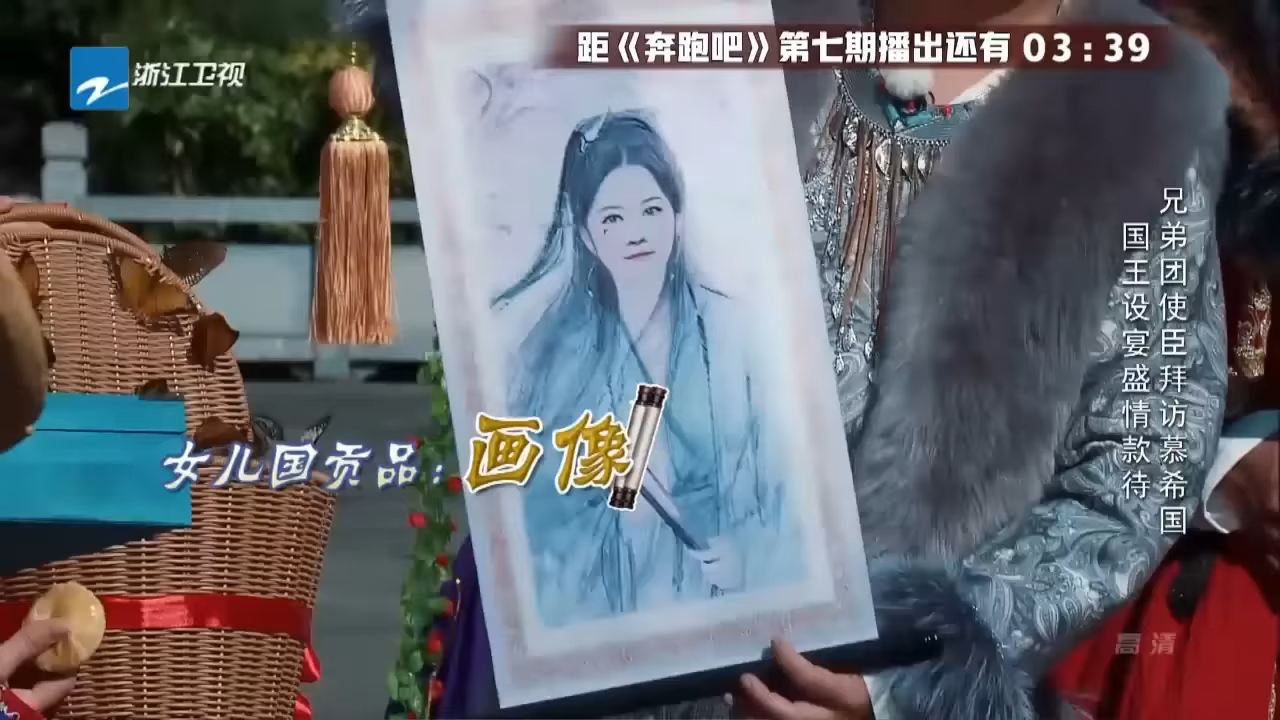 浙江卫视
距《奔跑吧》第七期播出还有 03:39
兄弟团使臣拜访慕希国
国王设宴盛情款待
女儿国贡品:画像
高清